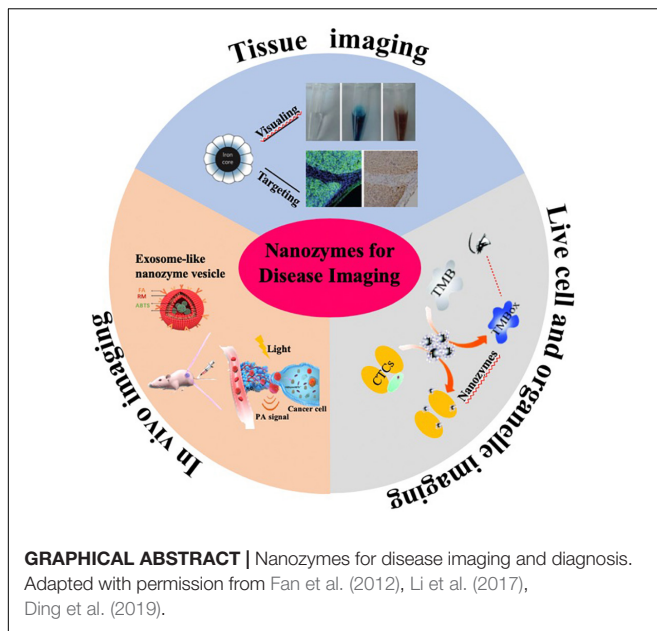 Tissue imaging
Visualing
Iron
core
Targeting
Nanozymes for
Disease Imaging
Exosome-like
nanozyme vesicle
FA
RM
ABTS
Light
Cancer cell
PA signal
In vivo imaging
TMB
TMBox
CTCs
Nanozymes
Live cell and organelle imaging
GRAPHICAL ABSTRACT | Nanozymes for disease imaging and diagnosis.
Adapted with permission from Fan et al. (2012), Li et al. (2017),
Ding et al. (2019).